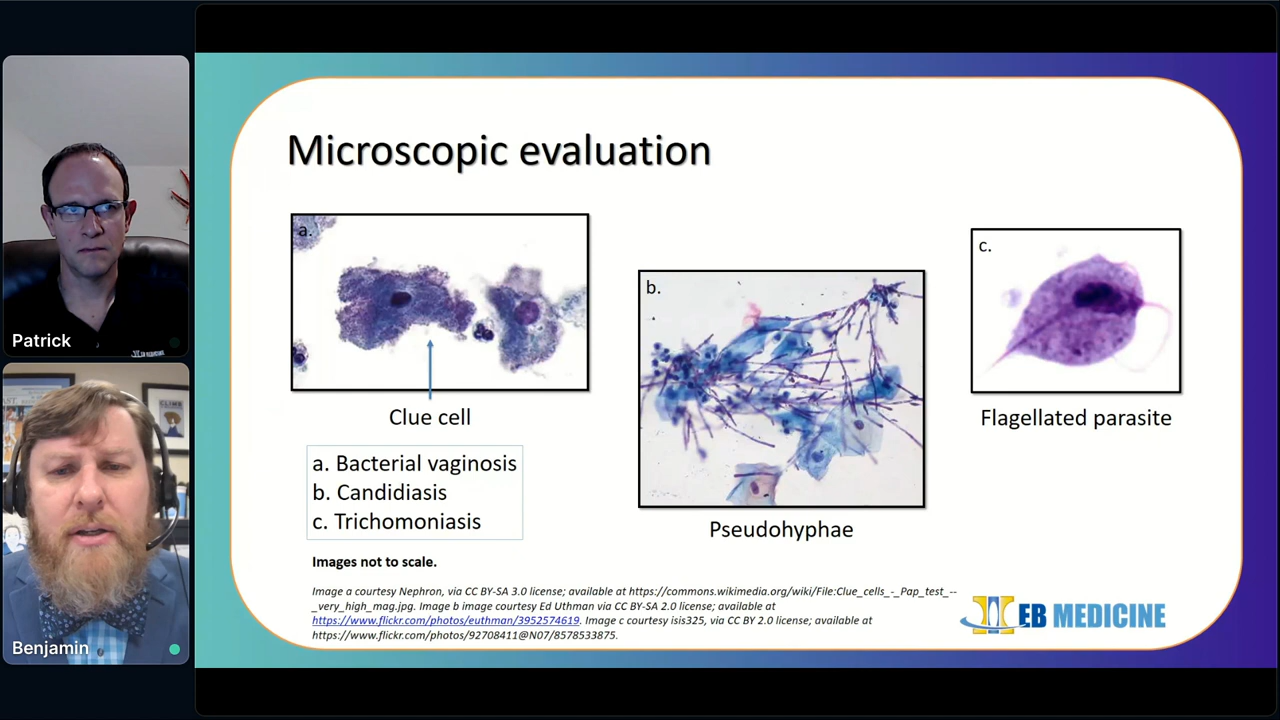 Patrick
Benjamin
Microscopic evaluation
a.
Clue cell
b.
Pseudohyphae
c.
Flagellated parasite
a. Bacterial vaginosis
b. Candidiasis
c. Trichomoniasis
Images not to scale.
Image a courtesy Nephron, via CC BY-SA 3.0 license; available at https://commons.wikimedia.org/wiki/File:Clue_cells_-_Pap_test_--
_very_high_mag.jpg. Image b image courtesy Ed Uthman via CC BY-SA 2.0 license; available at
https://www.flickr.com/photos/euthman/3952574619. Image c courtesy isis325, via CC BY 2.0 license; available at
https://www.flickr.com/photos/92708411@N07/8578533875.
EB MEDICINE